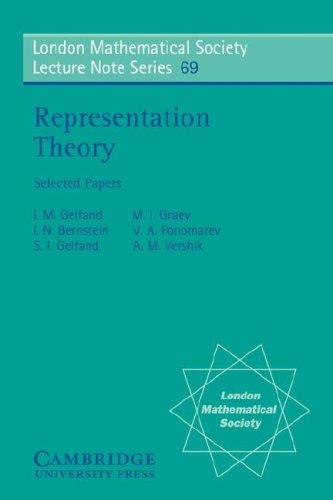 London Mathematical Society
Lecture Note Series 69
Representation
Theory
Selected Papers
I. M. Gelfand
M. I. Graev
I. N. Bernstein
V. A. Ponomarev
S. I. Gelfand
A. M. Vershik
London
Mathematical
Society
CAMBRIDGE
UNIVERSITY PRESS